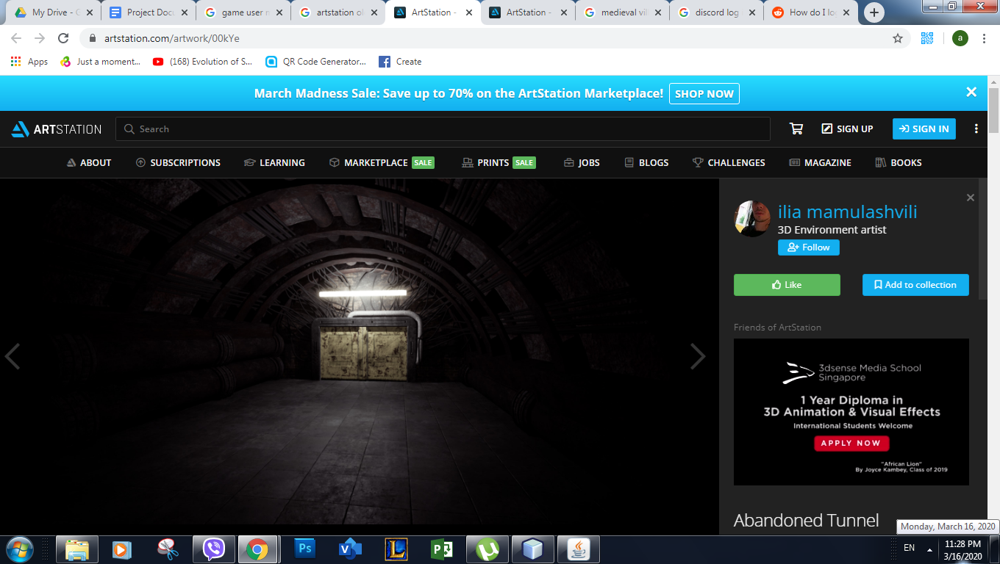 My Drive - G
Project Docu
game user m
artstation ol
ArtStation -
ArtStation -
medieval vil
discord log
How do I lo
artstation.com/artwork/00kYe
a
Apps
Just a moment...
(168) Evolution of S...
QR Code Generator...
Create
March Madness Sale: Save up to 70% on the ArtStation Marketplace!
SHOP NOW
ARTSTATION
Search
SIGN UP
SIGN IN
ABOUT
SUBSCRIPTIONS
LEARNING
MARKETPLACE SALE
PRINTS SALE
JOBS
BLOGS
CHALLENGES
MAGAZINE
BOOKS
ilia mamulashvili
3D Environment artist
Follow
Like
Add to collection
Friends of ArtStation
3dsense Media School
Singapore
1 Year Diploma in
3D Animation & Visual Effects
International Students Welcome
APPLY NOW
"African Lion"
By Joyce Kambey, Class of 2019
Abandoned Tunnel
Monday, March 16, 2020
Ps
EN
11:28 PM
3/16/2020